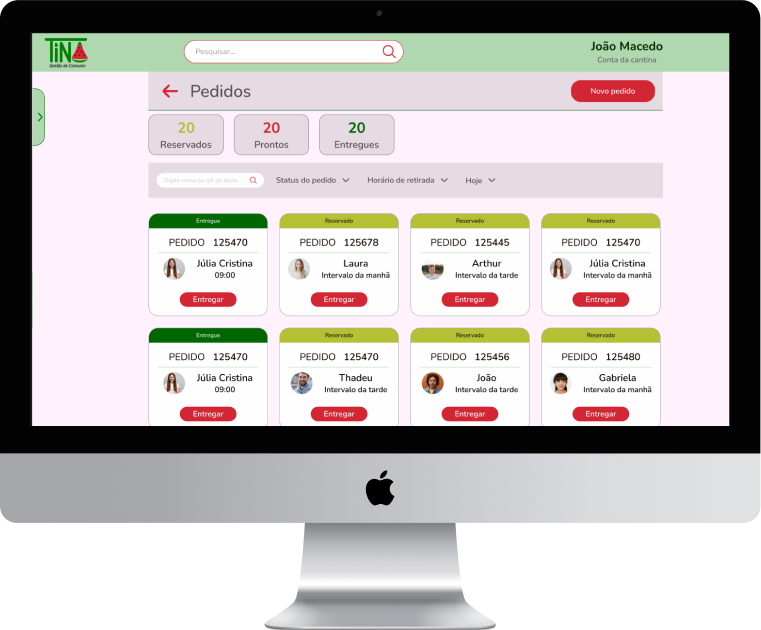 TiNA
Gestão de Consumo
Pesquisar...
João Macedo
Conta da cantina
Pedidos
Novo pedido
20
Reservados
20
Prontos
20
Entregues
Digite nome ou cpf do aluno
Status do pedido
Horário de retirada
Hoje
Entregue
PEDIDO 125470
Júlia Cristina
09:00
Entregar
Reservado
PEDIDO 125678
Laura
Intervalo da manhã
Entregar
Reservado
PEDIDO 125445
Arthur
Intervalo da tarde
Entregar
Reservado
PEDIDO 125470
Júlia Cristina
Intervalo da manhã
Entregar
Entregue
PEDIDO 125470
Júlia Cristina
09:00
Entregar
Reservado
PEDIDO 125470
Thadeu
Intervalo da tarde
Entregar
Reservado
PEDIDO 125456
João
Intervalo da tarde
Entregar
Reservado
PEDIDO 125480
Gabriela
Intervalo da manhã
Entregar